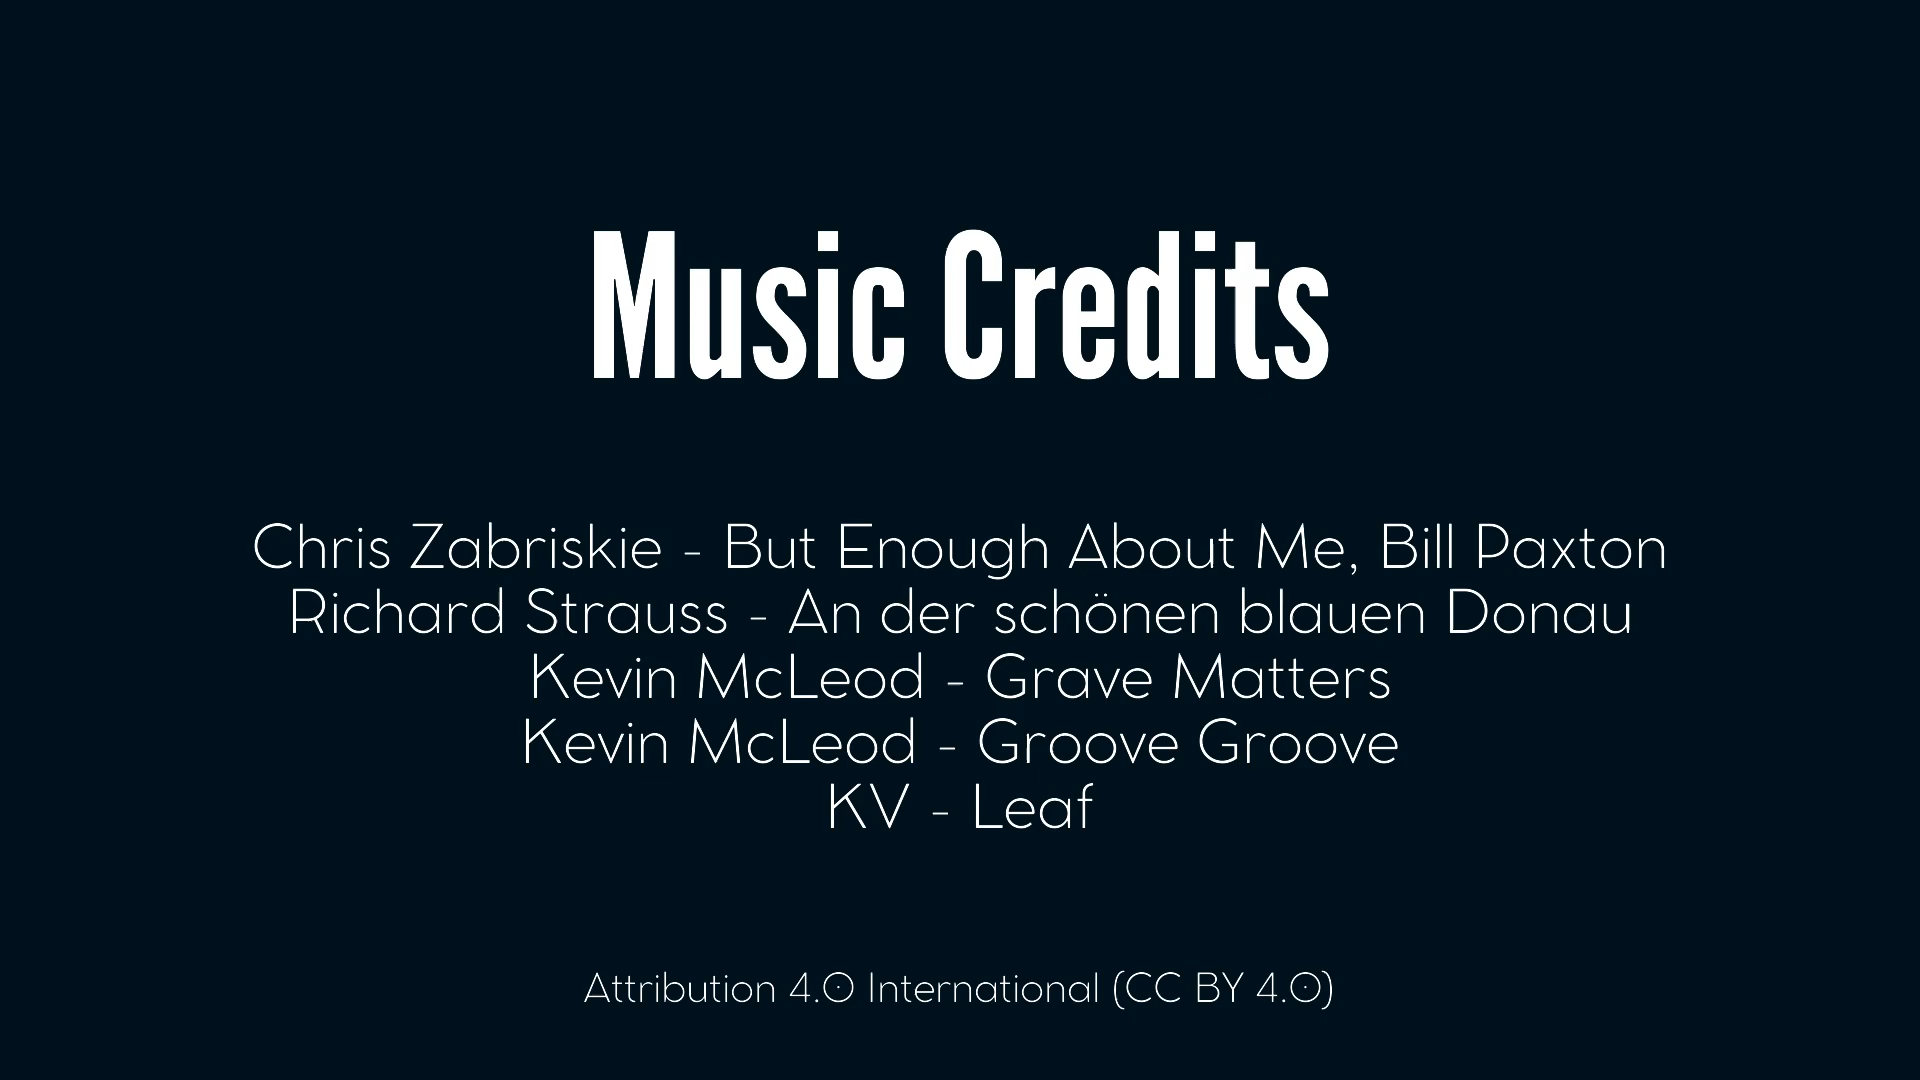 Music Credits
Chris Zabriskie - But Enough About Me, Bill Paxton
Richard Strauss - An der schönen blauen Donau
Kevin McLeod - Grave Matters
Kevin McLeod - Groove Groove
KV - Leaf
Attribution 4.0 International (CC BY 4.0)